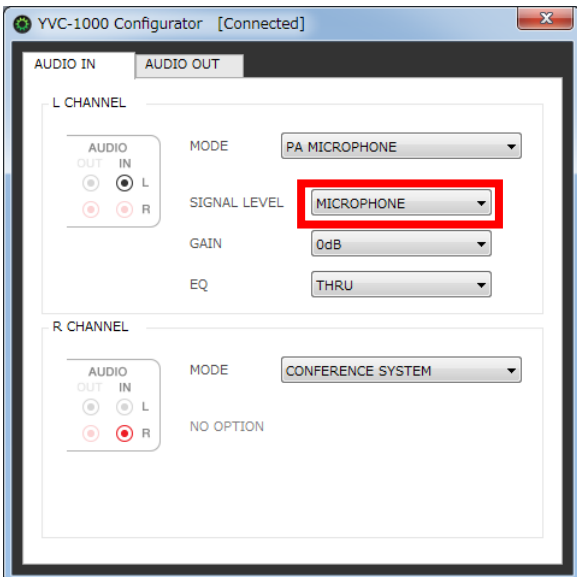 YVC-1000 Configurator [Connected]
AUDIO IN AUDIO OUT
L CHANNEL
AUDIO
OUT IN
L
R
MODE PA MICROPHONE
SIGNAL LEVEL MICROPHONE
GAIN 0dB
EQ THRU
R CHANNEL
AUDIO
OUT IN
L
R
MODE CONFERENCE SYSTEM
NO OPTION